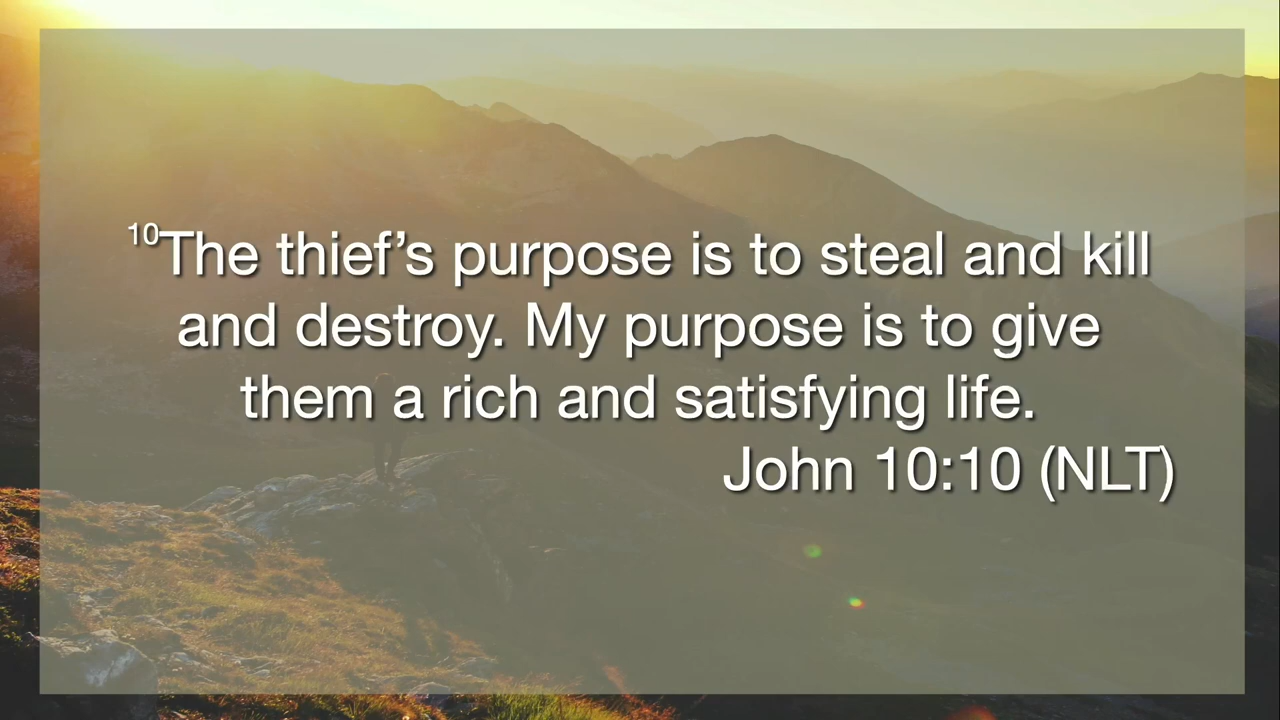 10The thief’s purpose is to steal and kill
and destroy. My purpose is to give
them a rich and satisfying life.
John 10:10 (NLT)